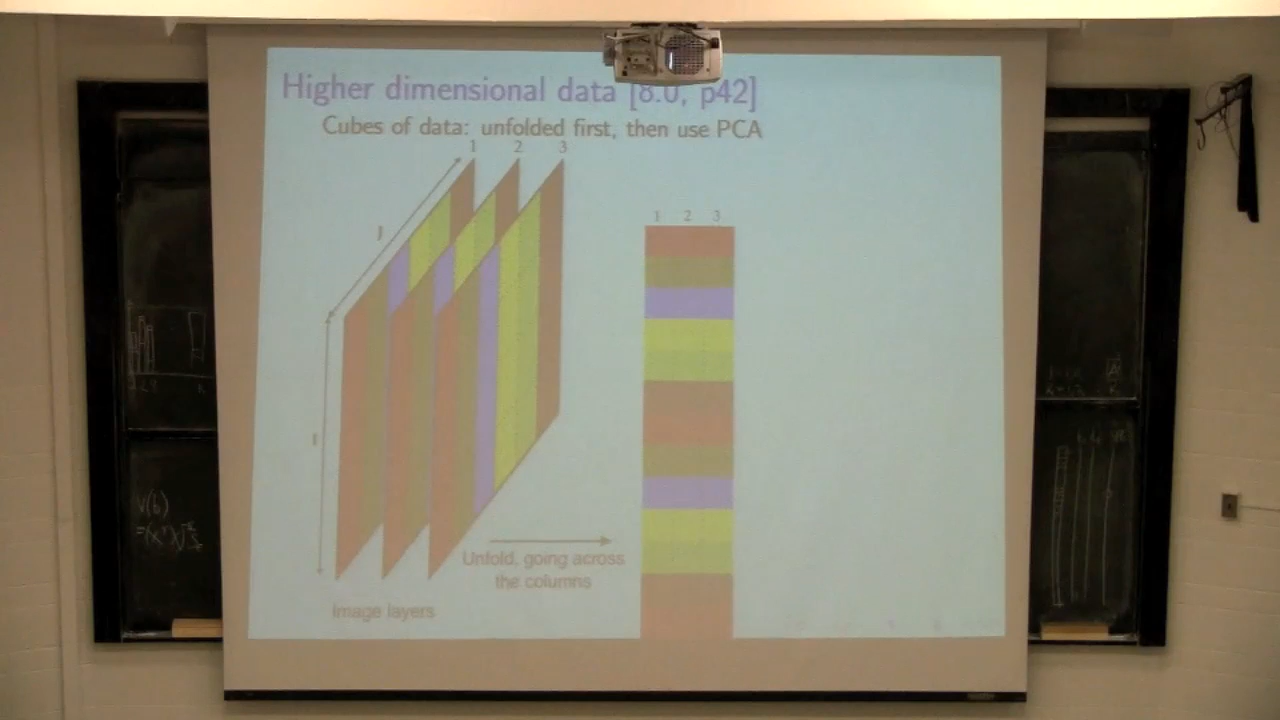 Higher dimensional data [8.0, p42]
Cubes of data: unfolded first, then use PCA
1 2 3
J
I
1 2 3
Unfold, going across
the columns
Image layers
V(b)